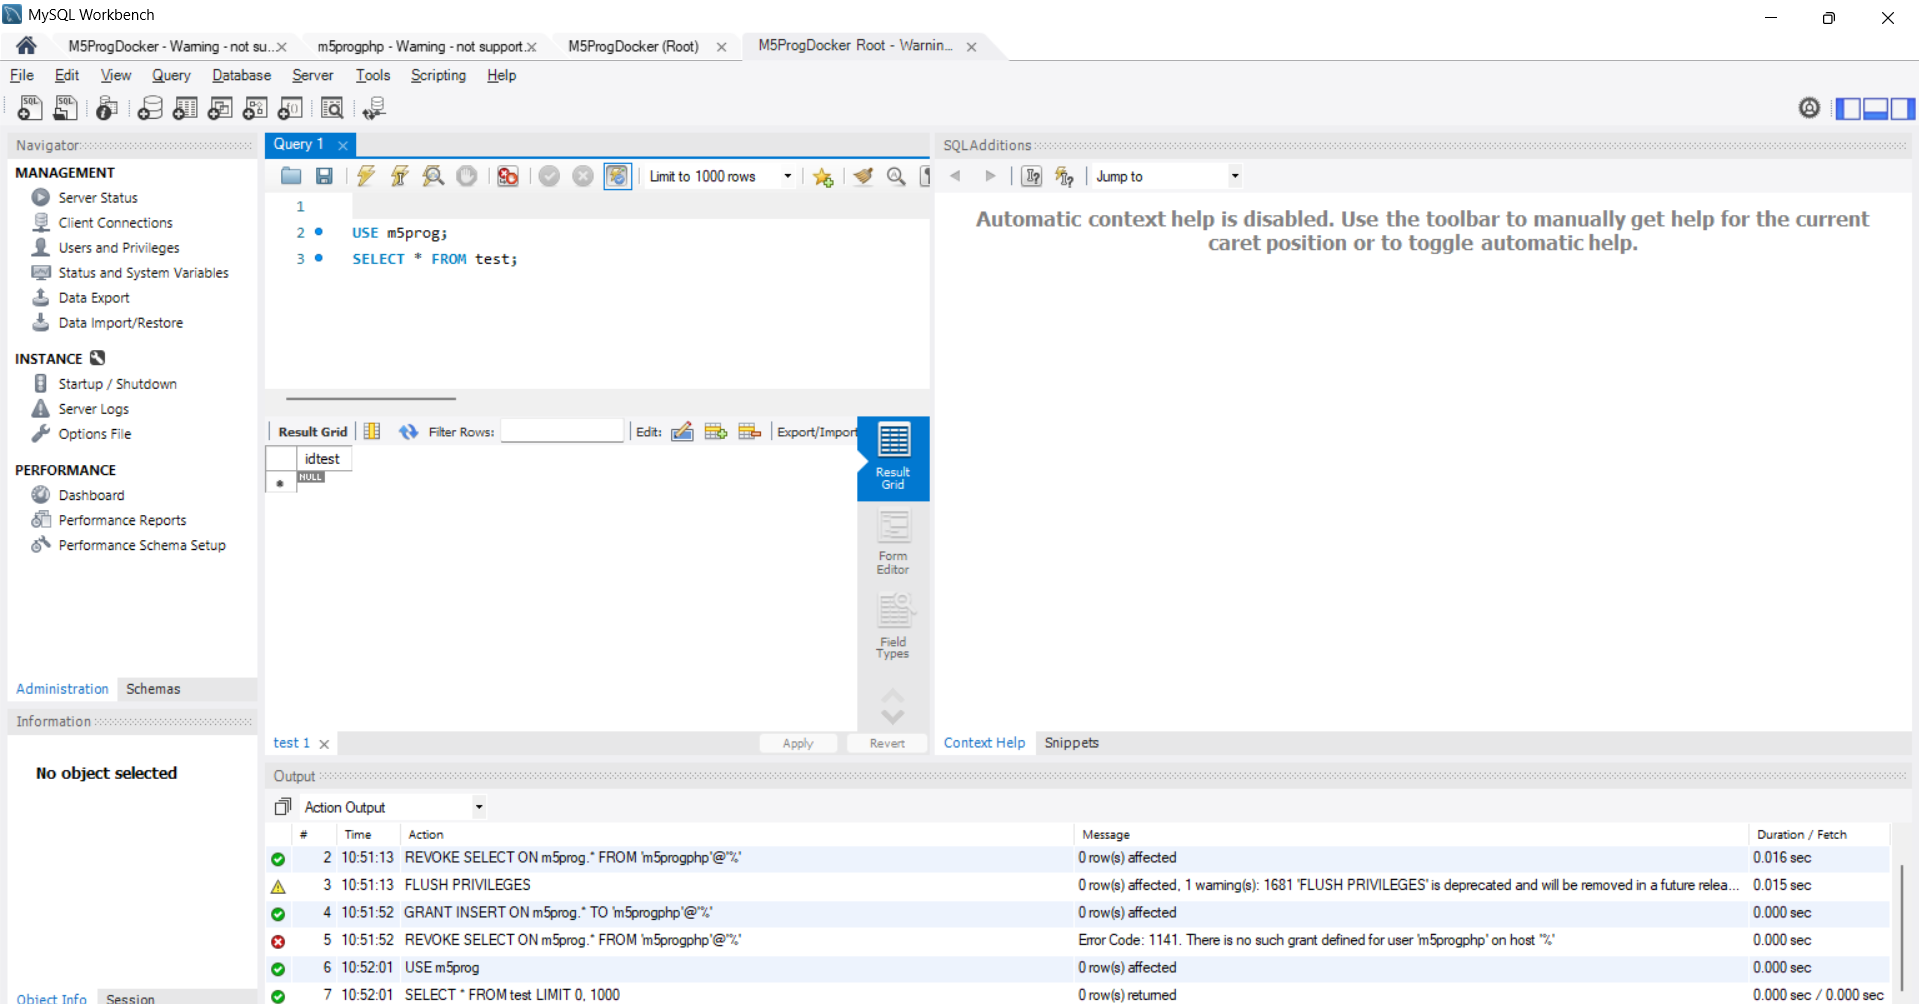 MySQL Workbench
M5ProgDocker - Warning - not su... m5progphp - Warning - not support. M5ProgDocker (Root) M5ProgDocker Root - Warnin...
File Edit View Query Database Server Tools Scripting Help
Navigator
MANAGEMENT
Server Status
Client Connections
Users and Privileges
Status and System Variables
Data Export
Data Import/Restore
INSTANCE
Startup / Shutdown
Server Logs
Options File
PERFORMANCE
Dashboard
Performance Reports
Performance Schema Setup
Administration Schemas
Information
No object selected
Object Info Session
Query 1
Limit to 1000 rows
1
2 USE m5prog;
3 SELECT * FROM test;
Result Grid Filter Rows: Edit: Export/Import
idtest
NULL
Result Grid
Form Editor
Field Types
test 1 Apply Revert
SQLAdditions
Jump to
Automatic context help is disabled. Use the toolbar to manually get help for the current
caret position or to toggle automatic help.
Context Help Snippets
Output
Action Output
# Time Action Message Duration / Fetch
2 10:51:13 REVOKE SELECT ON m5prog.* FROM 'm5progphp'@'%' 0 row(s) affected 0.016 sec
3 10:51:13 FLUSH PRIVILEGES 0 row(s) affected, 1 warning(s): 1681 'FLUSH PRIVILEGES' is deprecated and will be removed in a future relea... 0.015 sec
4 10:51:52 GRANT INSERT ON m5prog.* TO 'm5progphp'@'%' 0 row(s) affected 0.000 sec
5 10:51:52 REVOKE SELECT ON m5prog.* FROM 'm5progphp'@'%' Error Code: 1141. There is no such grant defined for user 'm5progphp' on host '%' 0.000 sec
6 10:52:01 USE m5prog 0 row(s) affected 0.000 sec
7 10:52:01 SELECT * FROM test LIMIT 0, 1000 0 row(s) returned 0.000 sec / 0.000 sec